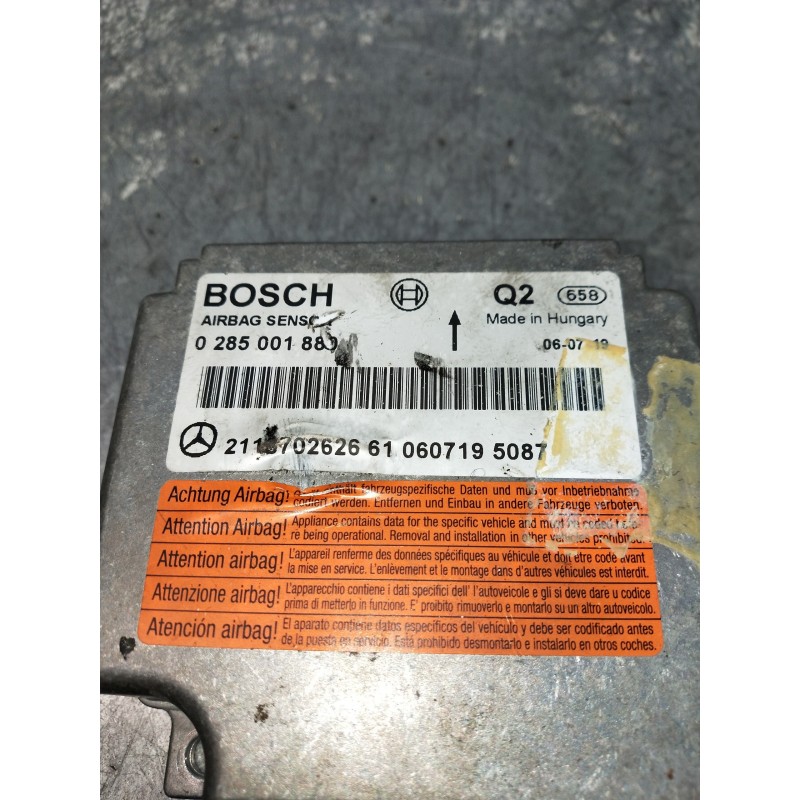 BOSCH
Q2 658
AIRBAG
Made in Hungary
0 285 001
06-07
702626 61 060719 5087
Achtung Airbag!
enthält fahrzeugspezifische Daten und muß vor Inbetriebnahme
codiert werden. Entfernen und Einbau in andere Fahrzeuge verboten.
Attention Airbag!
Appliance contains data for the specific vehicle and must be coded
re being operational. Removal and installation in other vehicles prohibited.
Attention airbag!
L'appareil renferme des données spécifiques au véhicule et doit être codé avant
la mise en service. L'enlèvement et le montage dans d'autres véhicules est interdit.
Attenzione airbag!
L'apparecchio contiene i dati specifici dell' l'autoveicolo e gli si deve dare u codice
prima di metterlo in funzione. E' proibito rimuoverlo e montarlo su un altro autoveicolo.
Atención airbag!
El aparato contiene datos específicos del vehículo y debe ser codificado antes
de la puesta en servicio. Está prohibido desmontarlo e instalarlo en otros coches.